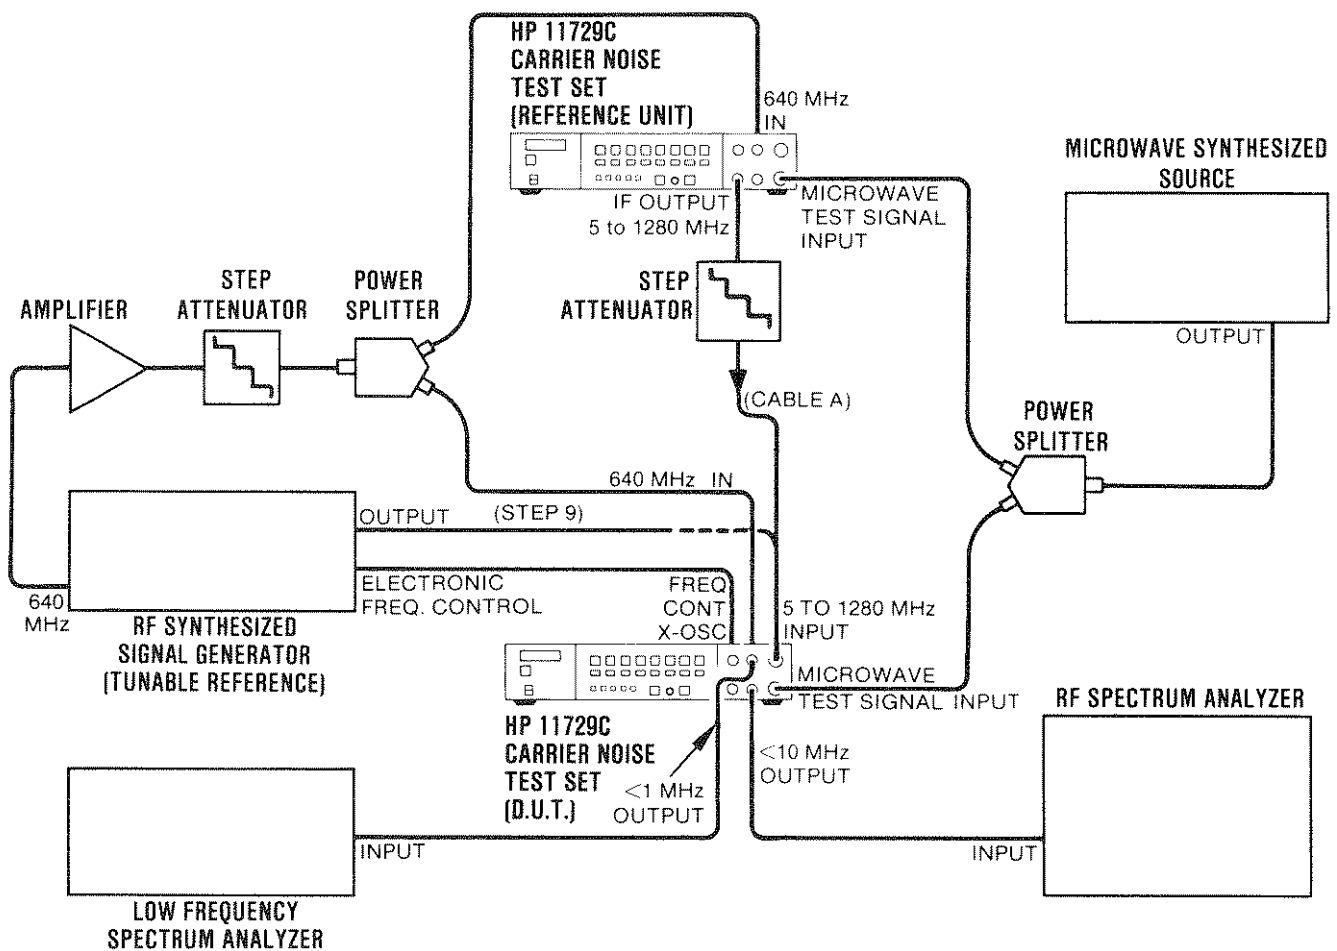 HP 11729C
CARRIER NOISE
TEST SET
(REFERENCE UNIT)
640 MHz
IN
MICROWAVE SYNTHESIZED
SOURCE
IF OUTPUT
5 to 1280 MHz
MICROWAVE
TEST SIGNAL
INPUT
STEP
ATTENUATOR
POWER
SPLITTER
AMPLIFIER
STEP
ATTENUATOR
OUTPUT
(CABLE A)
POWER
SPLITTER
640 MHz IN
OUTPUT
(STEP 9)
ELECTRONIC
FREQ. CONTROL
FREQ
CONT
X-OSC
5 TO 1280 MHz
INPUT
640
MHz
RF SYNTHESIZED
SIGNAL GENERATOR
(TUNABLE REFERENCE)
MICROWAVE
TEST SIGNAL INPUT
RF SPECTRUM ANALYZER
HP 11729C
CARRIER NOISE
TEST SET
(D.U.T.)
<1 MHz
OUTPUT
<10 MHz
OUTPUT
INPUT
INPUT
LOW FREQUENCY
SPECTRUM ANALYZER